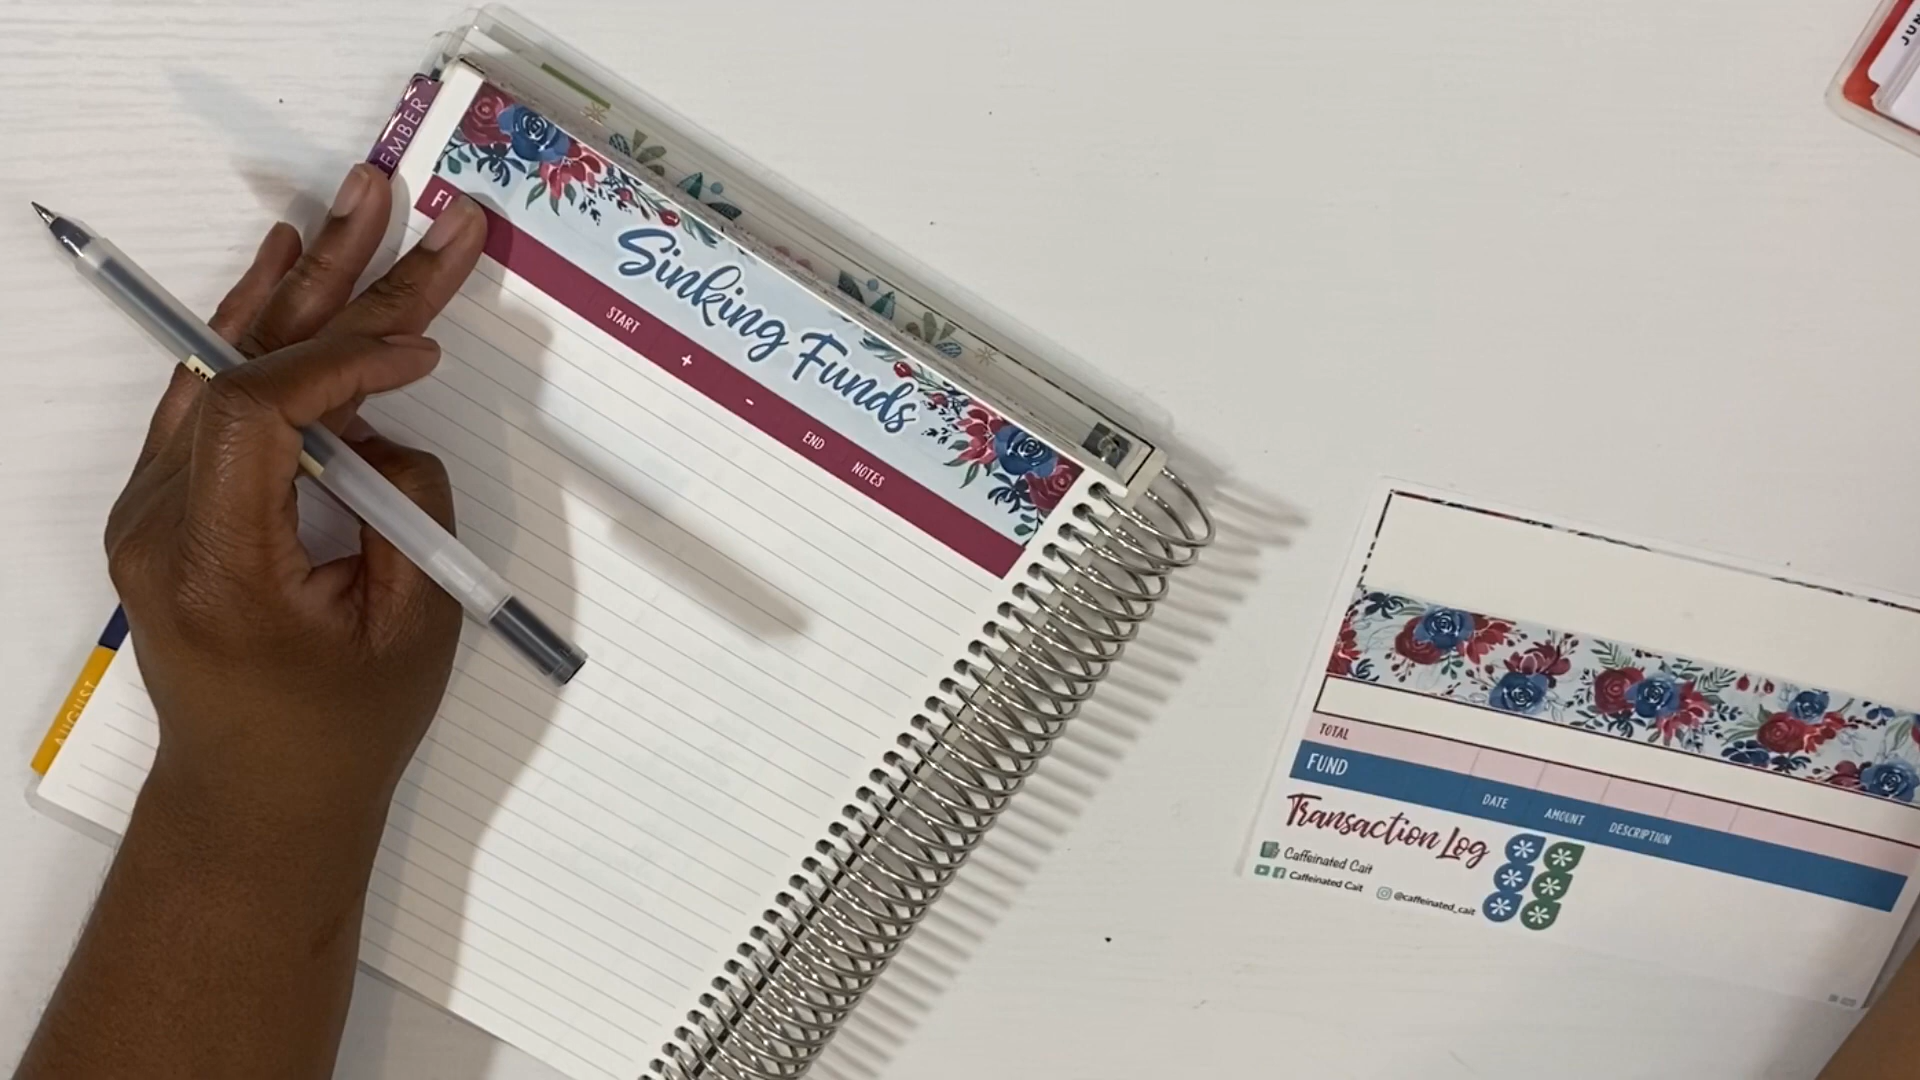 EMBER
Sinking Funds
START + - END NOTES
AUGUST
TOTAL
FUND DATE AMOUNT DESCRIPTION
Transaction Log
Caffeinated Cait
Caffeinated Cait @caffeinated_cait
JUN